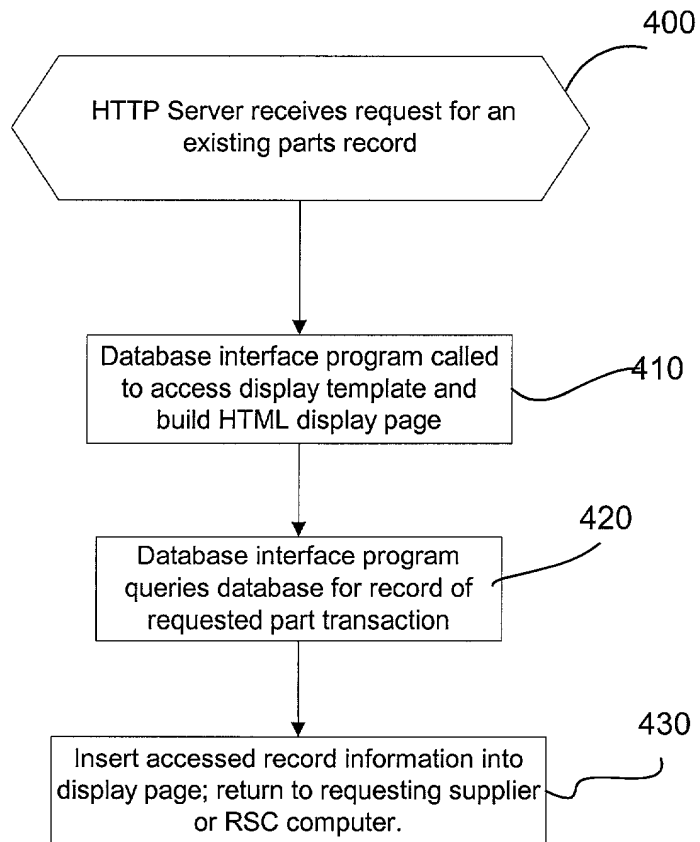 400
HTTP Server receives request for an
existing parts record
Database interface program called
to access display template and
build HTML display page
410
420
Database interface program
queries database for record of
requested part transaction
430
Insert accessed record information into
display page; return to requesting supplier
or RSC computer.